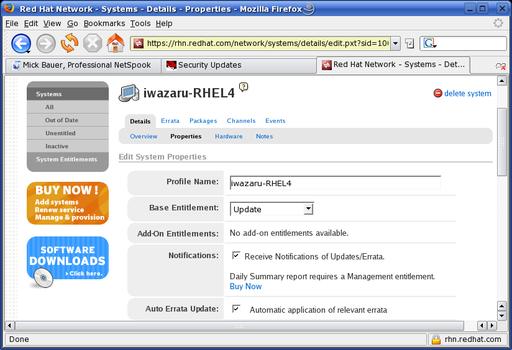 Red Hat Network - Systems - Details - Properties - Mozilla Firefox
File Edit View Go Bookmarks Tools Help
https://rhn.redhat.com/network/systems/details/edit.pxt?sid=10
Mick Bauer, Professional NetSpook
Security Updates
Red Hat Network - Systems - Det...
Systems
All
Out of Date
Unentitled
Inactive
System Entitlements
BUY NOW!
Add systems
Renew service
Manage & provision
SOFTWARE
DOWNLOADS
Click here.
iwazaru-RHEL4
?
delete system
Details Errata Packages Channels Events
Overview Properties Hardware Notes
Edit System Properties
Profile Name: iwazaru-RHEL4
Base Entitlement: Update
Add-On Entitlements: No add-on entitlements available.
Notifications: Receive Notifications of Updates/Errata.
Daily Summary report requires a Management entitlement.
Buy Now
Auto Errata Update: Automatic application of relevant errata
Done
rhn.redhat.com